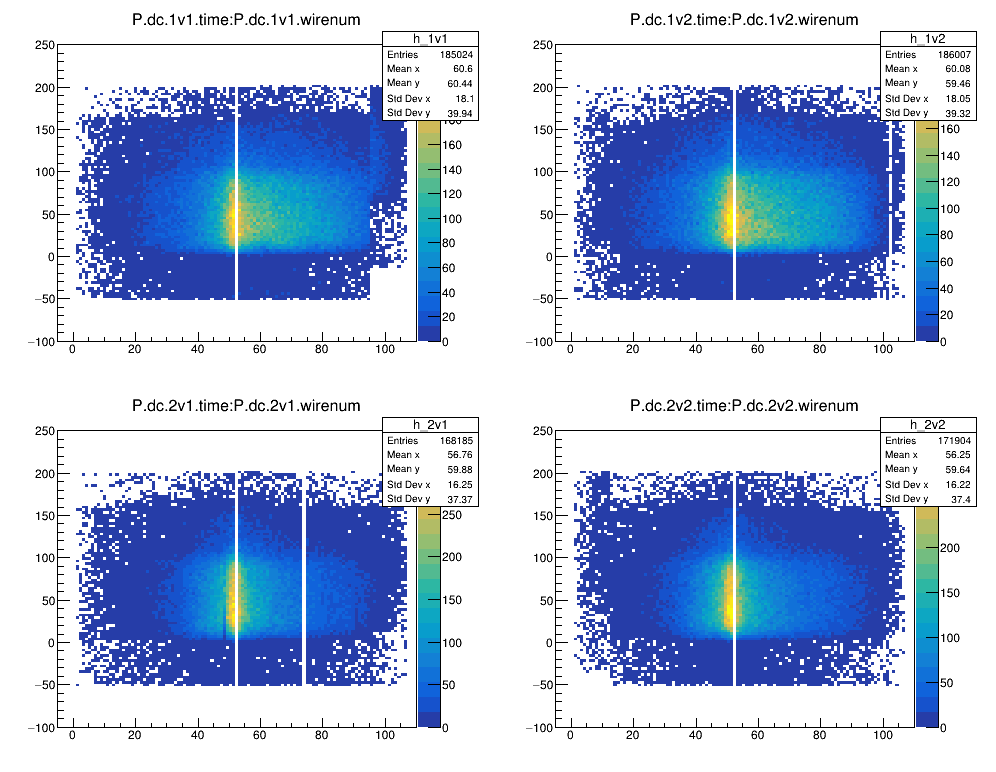 P.dc.1v1.time:P.dc.1v1.wirenum
h_1v1
Entries 185024
Mean x 60.6
Mean y 60.44
Std Dev x 18.1
Std Dev y 39.94
250
200
150
100
50
0
−50
−100
0 20 40 60 80 100
180
160
140
120
100
80
60
40
20
0
P.dc.1v2.time:P.dc.1v2.wirenum
h_1v2
Entries 186007
Mean x 60.08
Mean y 59.46
Std Dev x 18.05
Std Dev y 39.32
250
200
150
100
50
0
−50
−100
0 20 40 60 80 100
160
140
120
100
80
60
40
20
0
P.dc.2v1.time:P.dc.2v1.wirenum
h_2v1
Entries 168185
Mean x 56.76
Mean y 59.88
Std Dev x 16.25
Std Dev y 37.37
250
200
150
100
50
0
−50
−100
0 20 40 60 80 100
250
200
150
100
50
0
P.dc.2v2.time:P.dc.2v2.wirenum
h_2v2
Entries 171904
Mean x 56.25
Mean y 59.64
Std Dev x 16.22
Std Dev y 37.4
250
200
150
100
50
0
−50
−100
0 20 40 60 80 100
200
150
100
50
0